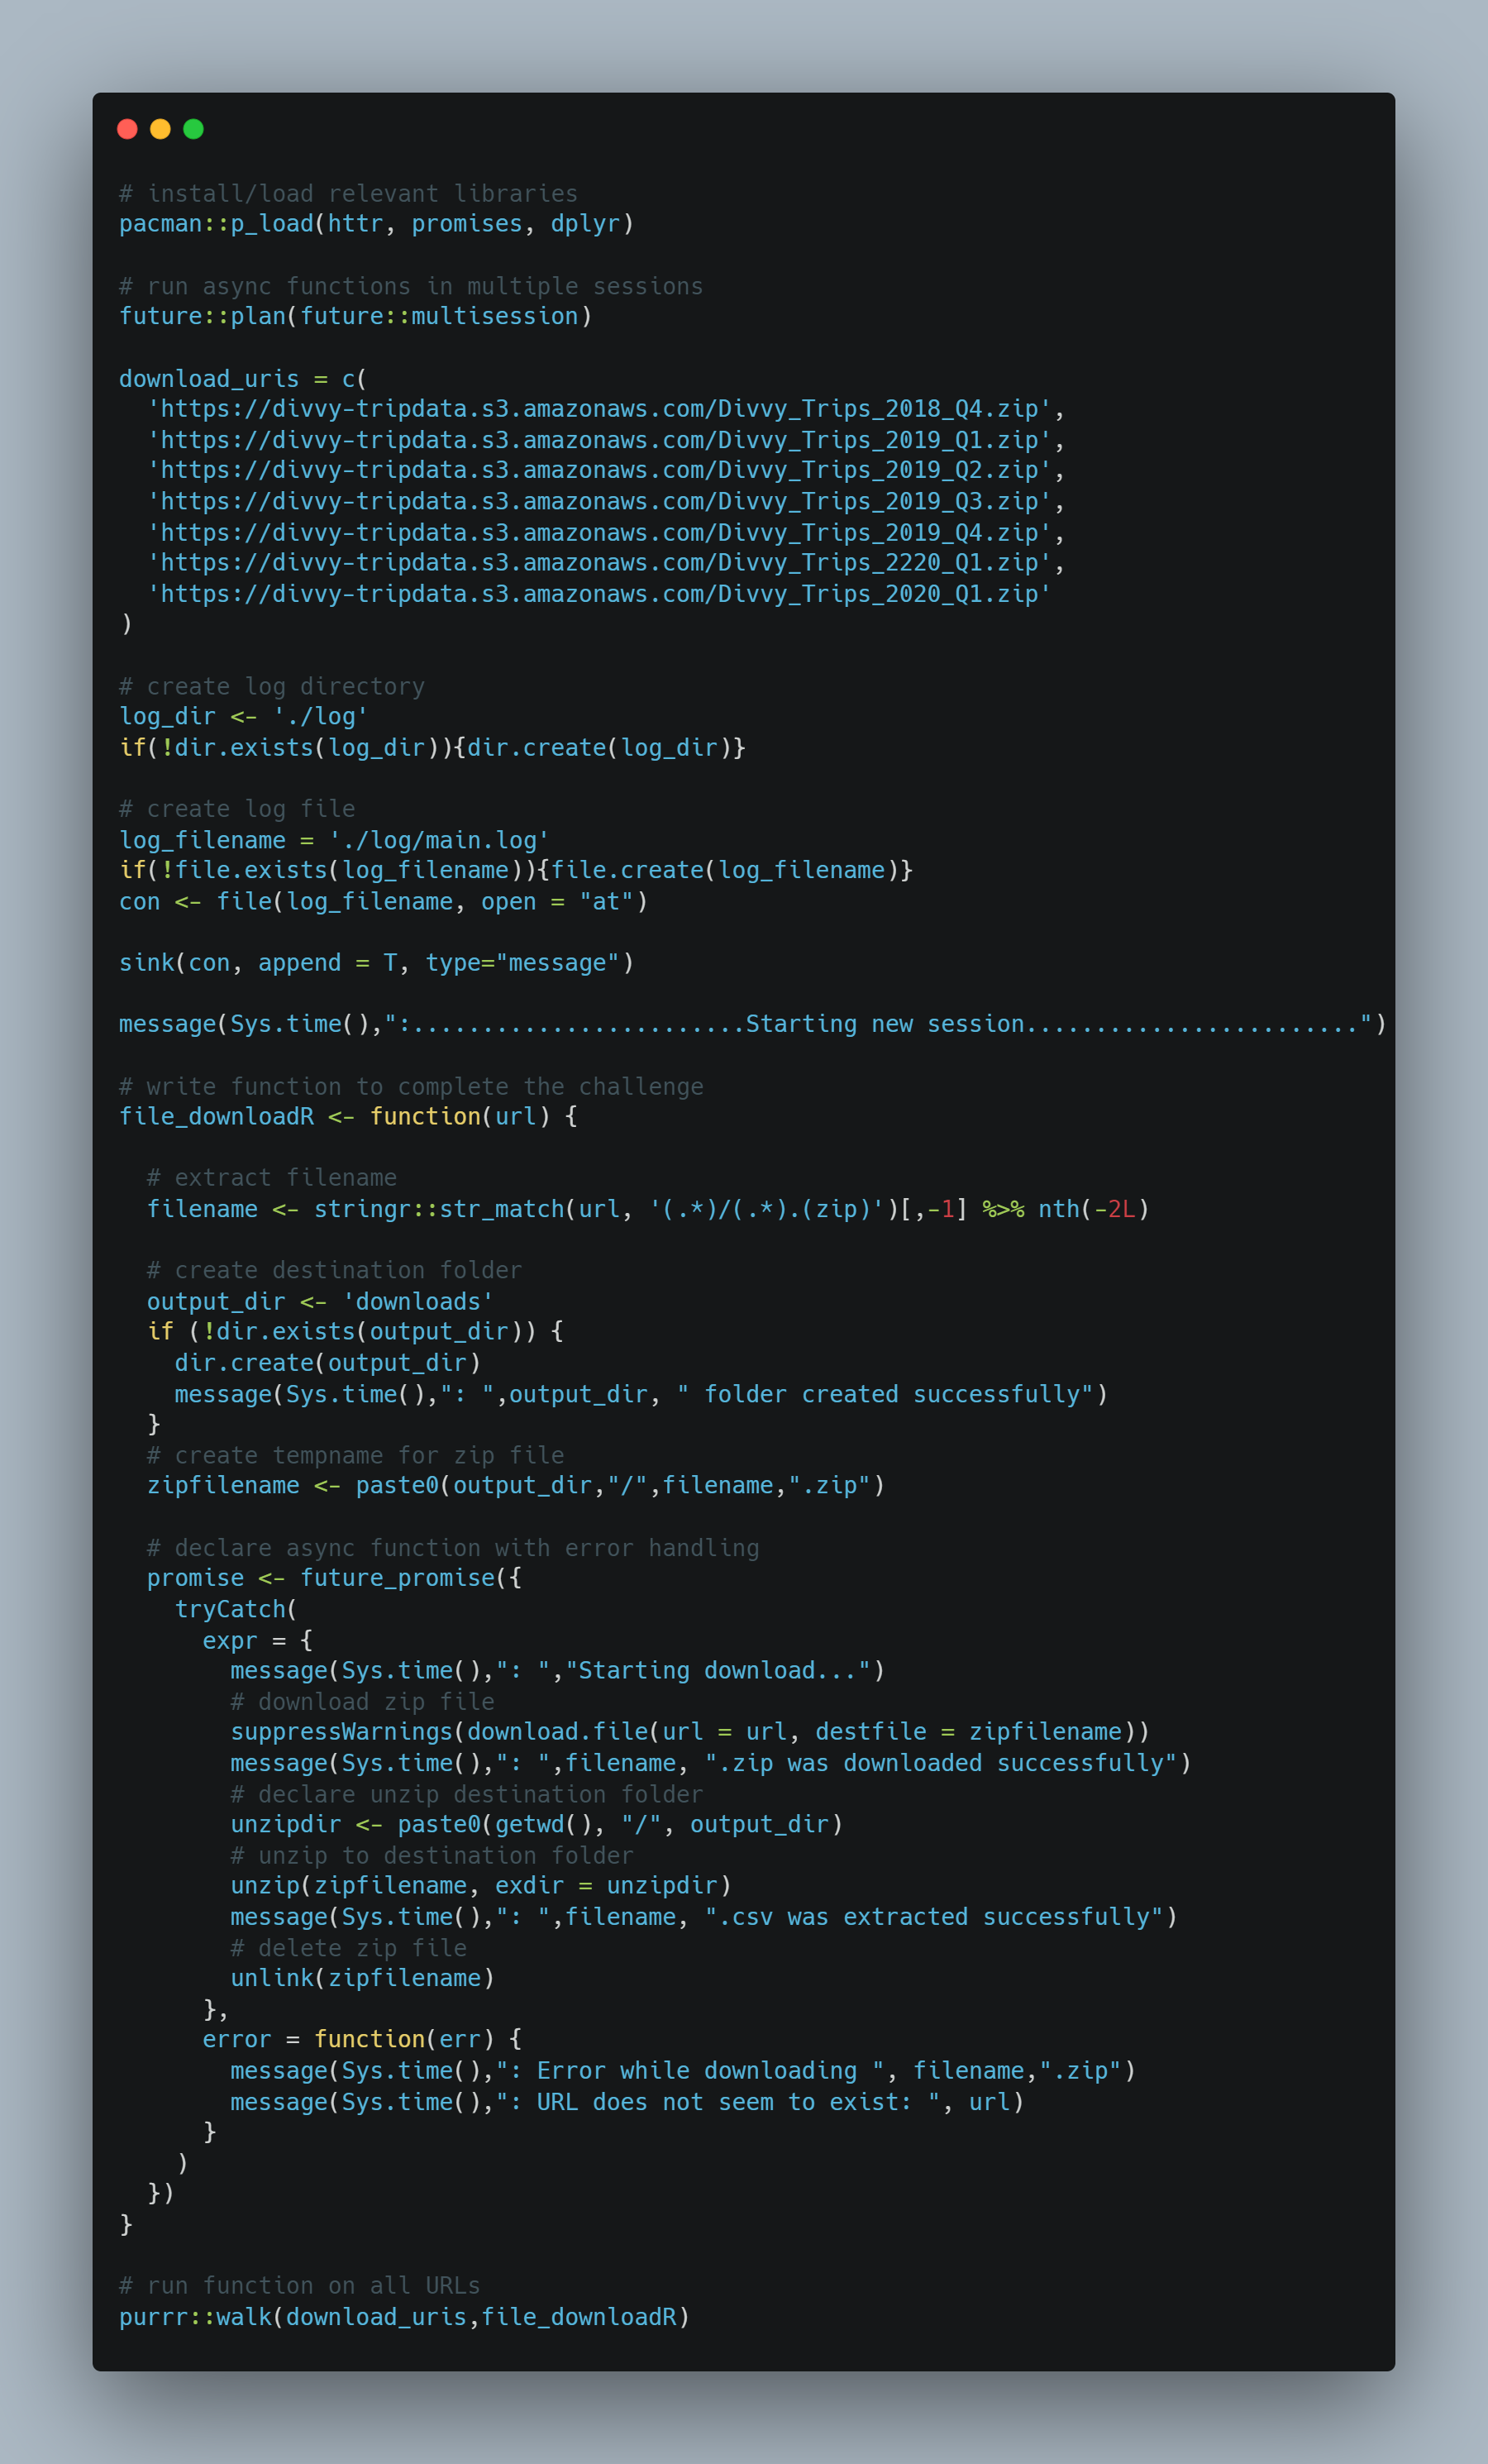 # install/load relevant libraries
pacman::p_load(httr, promises, dplyr)

# run async functions in multiple sessions
future::plan(future::multisession)

download_uris = c(
  'https://divvy-tripdata.s3.amazonaws.com/Divvy_Trips_2018_Q4.zip',
  'https://divvy-tripdata.s3.amazonaws.com/Divvy_Trips_2019_Q1.zip',
  'https://divvy-tripdata.s3.amazonaws.com/Divvy_Trips_2019_Q2.zip',
  'https://divvy-tripdata.s3.amazonaws.com/Divvy_Trips_2019_Q3.zip',
  'https://divvy-tripdata.s3.amazonaws.com/Divvy_Trips_2019_Q4.zip',
  'https://divvy-tripdata.s3.amazonaws.com/Divvy_Trips_2220_Q1.zip',
  'https://divvy-tripdata.s3.amazonaws.com/Divvy_Trips_2020_Q1.zip'
)

# create log directory
log_dir <- './log'
if(!dir.exists(log_dir)){dir.create(log_dir)}

# create log file
log_filename = './log/main.log'
if(!file.exists(log_filename)){file.create(log_filename)}
con <- file(log_filename, open = "at")

sink(con, append = T, type="message")

message(Sys.time(),":........................Starting new session........................")

# write function to complete the challenge
file_downloadR <- function(url) {

  # extract filename
  filename <- stringr::str_match(url, '(.*)/(.*).(zip)')[,-1] %>% nth(-2L)

  # create destination folder
  output_dir <- 'downloads'
  if (!dir.exists(output_dir)) {
    dir.create(output_dir)
    message(Sys.time(),": ",output_dir, " folder created successfully")
  }
  # create tempname for zip file
  zipfilename <- paste0(output_dir,"/",filename,".zip")

  # declare async function with error handling
  promise <- future_promise({
    tryCatch(
      expr = {
        message(Sys.time(),": ","Starting download...")
        # download zip file
        suppressWarnings(download.file(url = url, destfile = zipfilename))
        message(Sys.time(),": ",filename, ".zip was downloaded successfully")
        # declare unzip destination folder
        unzipdir <- paste0(getwd(), "/", output_dir)
        # unzip to destination folder
        unzip(zipfilename, exdir = unzipdir)
        message(Sys.time(),": ",filename, ".csv was extracted successfully")
        # delete zip file
        unlink(zipfilename)
      },
      error = function(err) {
        message(Sys.time(),": Error while downloading ", filename,".zip")
        message(Sys.time(),": URL does not seem to exist: ", url)
      }
    )
  })
}

# run function on all URLs
purrr::walk(download_uris,file_downloadR)